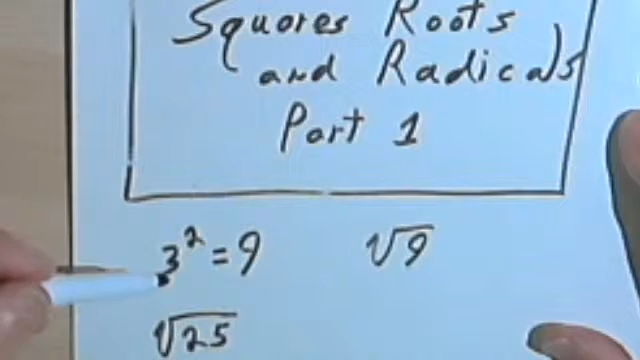 Squares Roots
and Radicals
Part 1
3² = 9 √9
√25